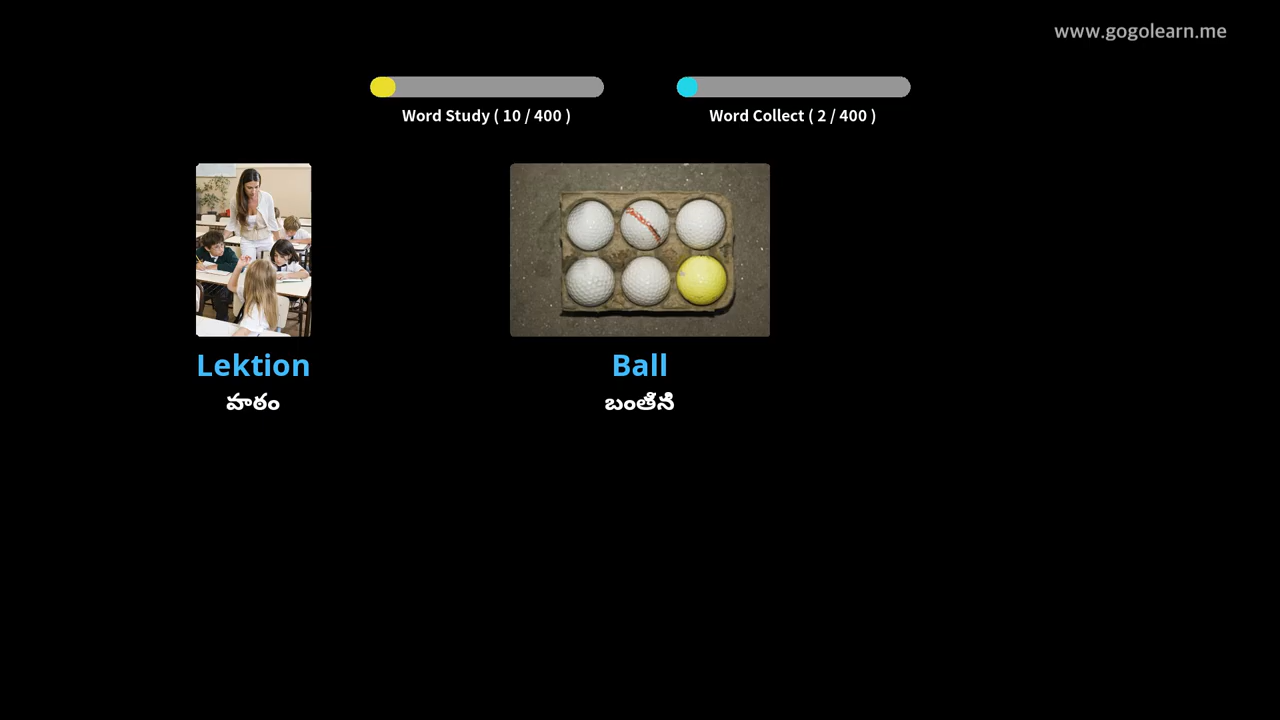 www.gogolearn.me
Word Study ( 10 / 400 )
Word Collect ( 2 / 400 )
Lektion
పాఠం
Ball
బంతిని